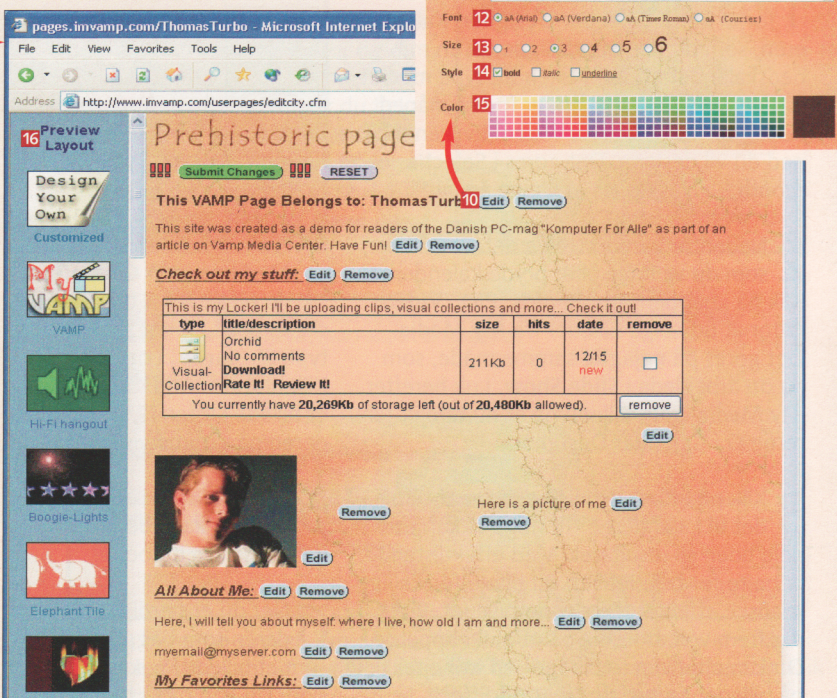 pages.imvamp.com/ThomasTurbo - Microsoft Internet Explo
File Edit View Favorites Tools Help
Address http://www.imvamp.com/userpages/editcity.cfm
Font 12 aA (Arial) aA (Verdana) aA (Times Roman) aA (Courier)
Size 13 1 2 3 4 5 6
Style 14 bold italic underline
Color 15
16 Preview
Layout
Design
Your
Own
Customized
My
VAMP
VAMP
Hi-Fi hangout
Boogie-Lights
Elephant Tile
Prehistoric page
!!! Submit Changes) !!! RESET)
This VAMP Page Belongs to: ThomasTurb 10 Edit) Remove)
This site was created as a demo for readers of the Danish PC-mag "Komputer For Alle" as part of an
article on Vamp Media Center. Have Fun! Edit) Remove)
Check out my stuff: Edit) Remove)
This is my Locker! I'll be uploading clips, visual collections and more... Check it out!
type title/description size hits date remove
Visual-
Collection
Orchid
No comments
Download!
Rate It! Review It!
211Kb 0 12/15
new
You currently have 20,269Kb of storage left (out of 20,480Kb allowed). remove
Edit)
Remove)
Here is a picture of me Edit)
Remove)
Edit)
All About Me: Edit) Remove)
Here, I will tell you about myself: where I live, how old I am and more... Edit) Remove)
myemail@myserver.com Edit) Remove)
My Favorites Links: Edit) Remove)